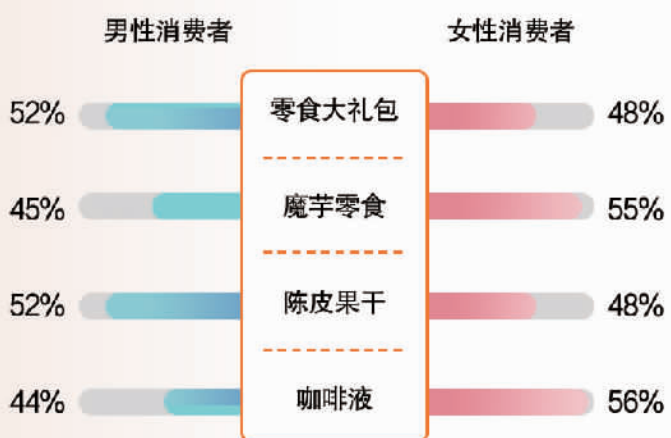 男性消费者 女性消费者
52% 零食大礼包 48%
45% 魔芋零食 55%
52% 陈皮果干 48%
44% 咖啡液 56%